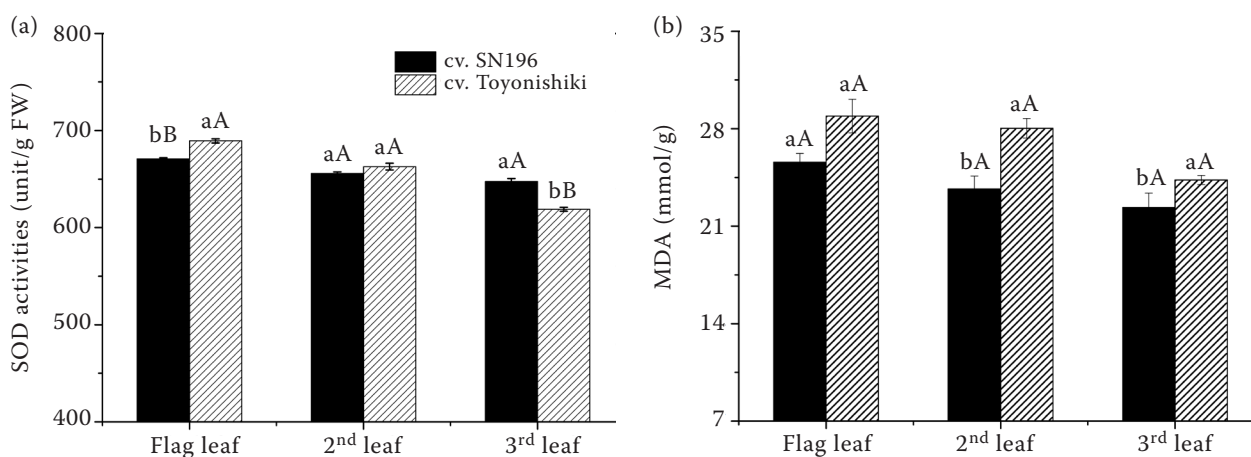 (a)
SOD activities (unit/g FW)
800
700
600
500
400
cv. SN196
cv. Toyonishiki
bB
aA
aA
aA
aA
bB
Flag leaf
2nd leaf
3rd leaf
(b)
MDA (mmol/g)
35
28
21
14
7
aA
aA
bA
aA
bA
aA
Flag leaf
2nd leaf
3rd leaf